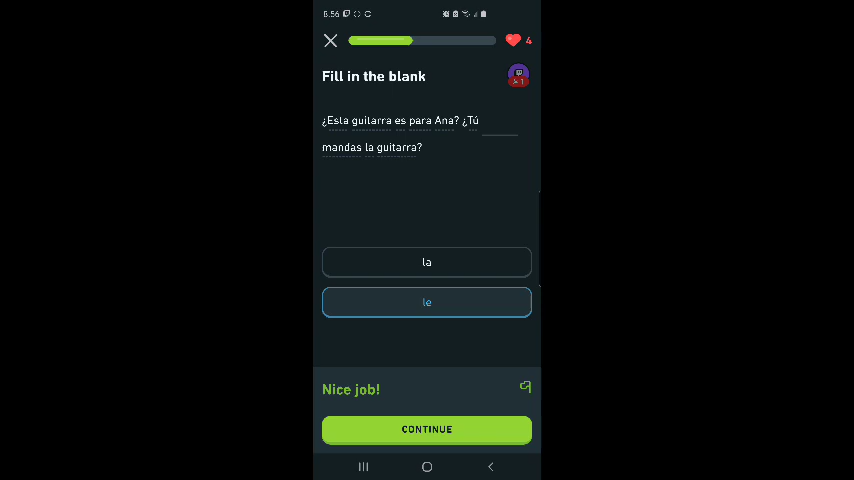 8:56
4
Fill in the blank
¿Esta guitarra es para Ana? ¿Tú
mandas la guitarra?
la
le
Nice job!
CONTINUE